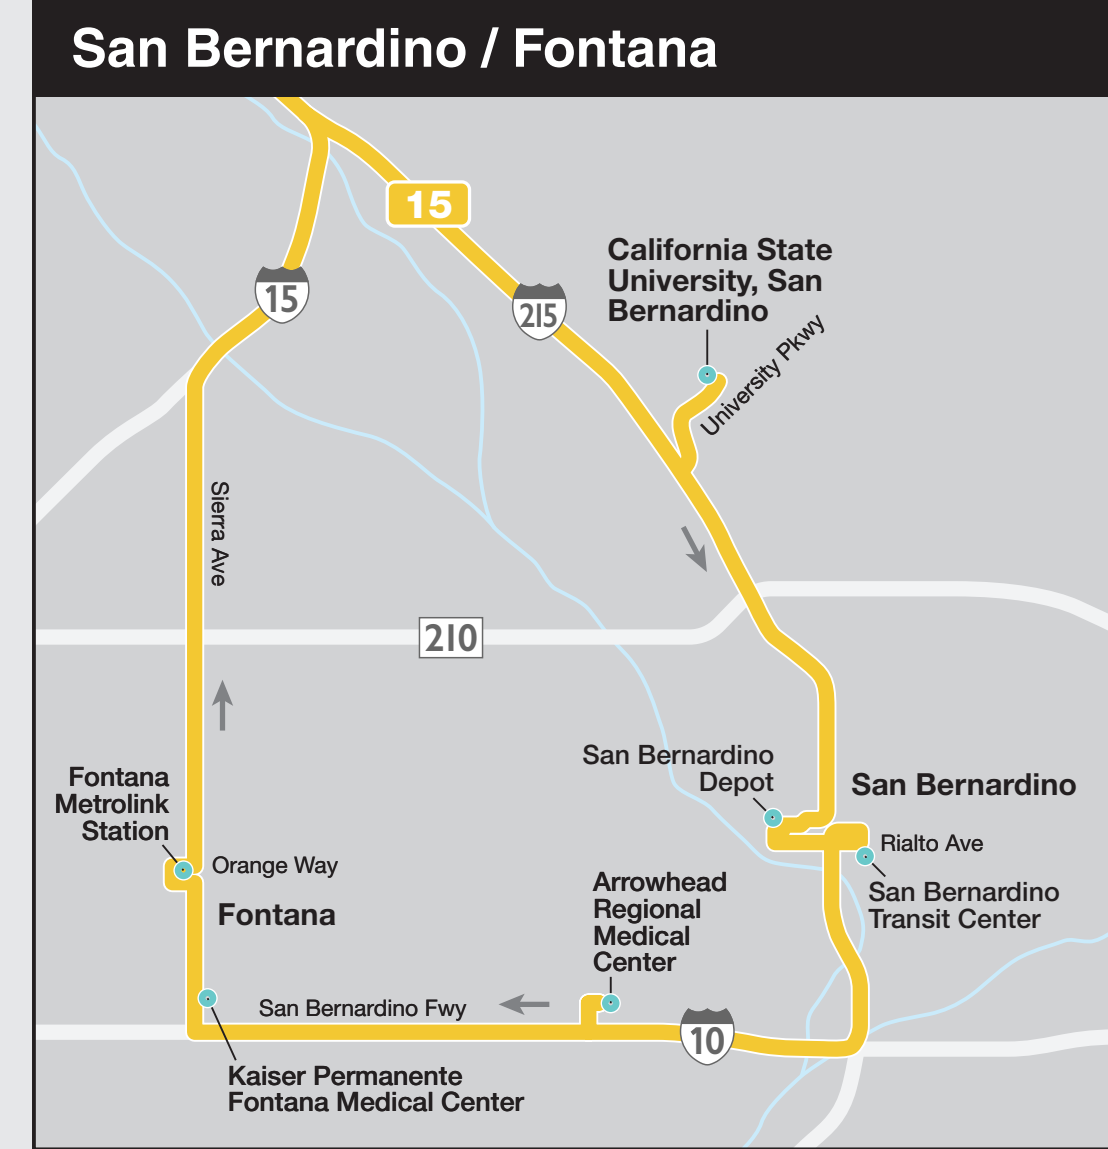 San Bernardino / Fontana
15
15
215
California State
University, San
Bernardino
University Pkwy
Sierra Ave
210
San Bernardino
Depot
San Bernardino
Fontana
Metrolink
Station
Rialto Ave
Orange Way
San Bernardino
Transit Center
Arrowhead
Regional
Medical
Center
Fontana
San Bernardino Fwy
10
Kaiser Permanente
Fontana Medical Center